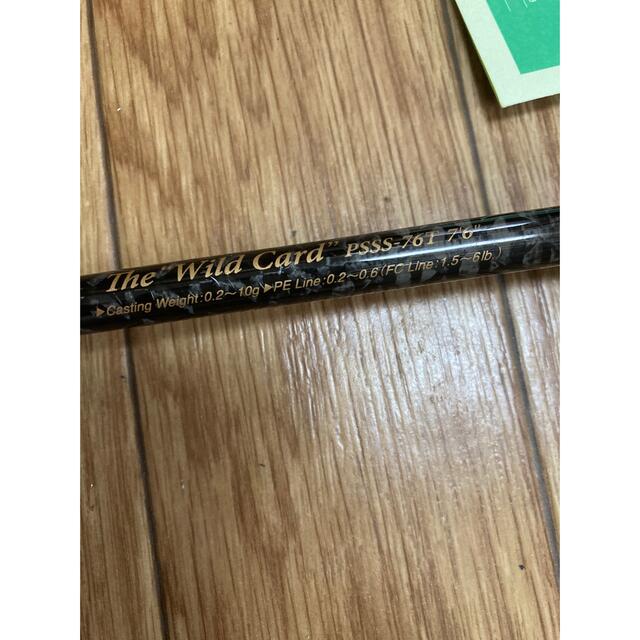 The "Wild Card" PSSS-76T 7'6"
▶Casting Weight:0.2〜10g ▶PE Line:0.2〜0.6 (FC Line:1.5〜6lb.)